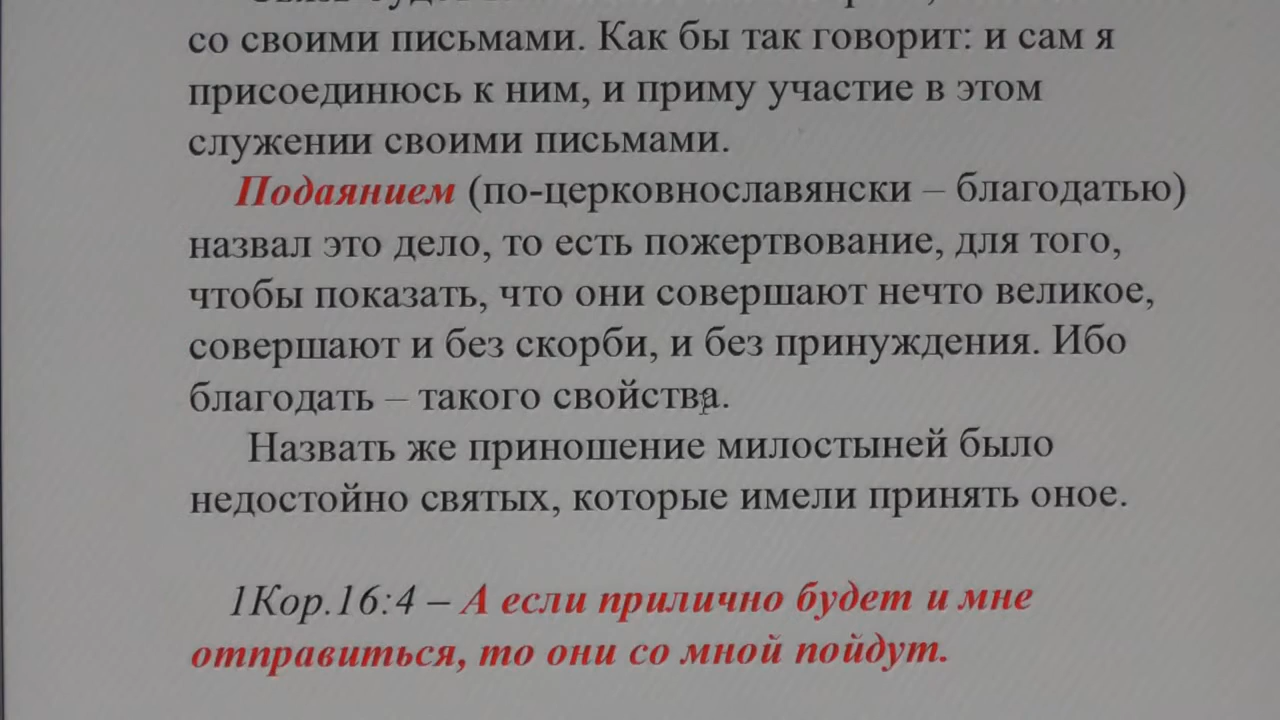 со своими письмами. Как бы так говорит: и сам я
присоединюсь к ним, и приму участие в этом
служении своими письмами.
Подаянием (по-церковнославянски – благодатью)
назвал это дело, то есть пожертвование, для того,
чтобы показать, что они совершают нечто великое,
совершают и без скорби, и без принуждения. Ибо
благодать – такого свойства.
Назвать же приношение милостыней было
недостойно святых, которые имели принять оное.
1Кор.16:4 – А если прилично будет и мне
отправиться, то они со мной пойдут.